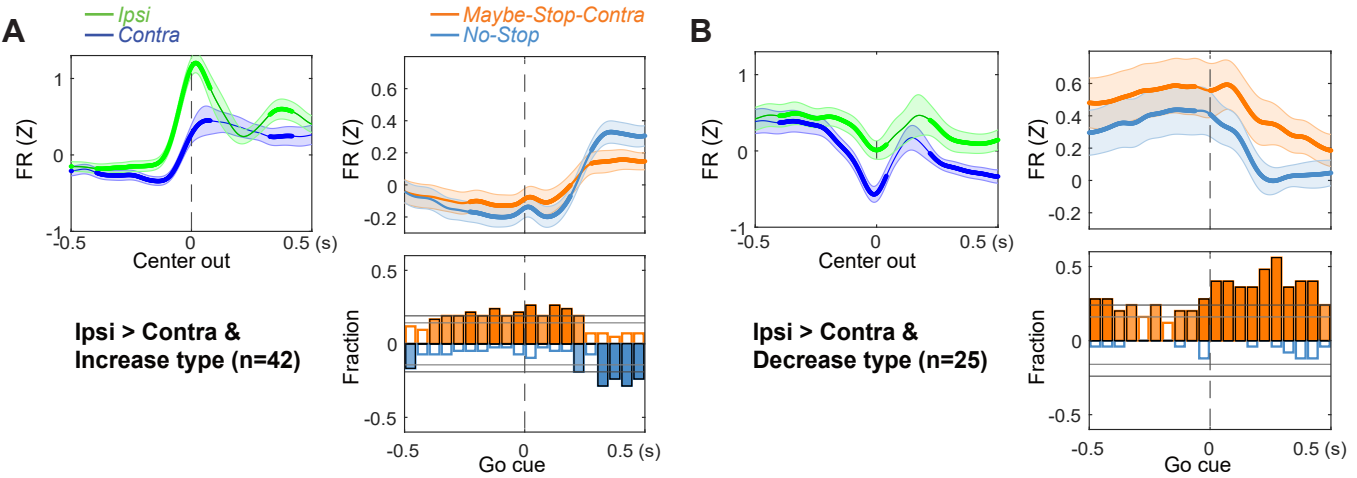 A
Ipsi
Contra
Maybe-Stop-Contra
No-Stop
FR (Z)
1
0
-1
-0.5
0
0.5 (s)
Center out
FR (Z)
0.6
0.4
0.2
0
-0.2
Ipsi > Contra &
Increase type (n=42)
Fraction
0.5
0
-0.5
-0.5
0
0.5 (s)
Go cue
B
FR (Z)
1
0
-1
-0.5
0
0.5 (s)
Center out
FR (Z)
0.6
0.4
0.2
0
-0.2
Ipsi > Contra &
Decrease type (n=25)
Fraction
0.5
0
-0.5
-0.5
0
0.5 (s)
Go cue